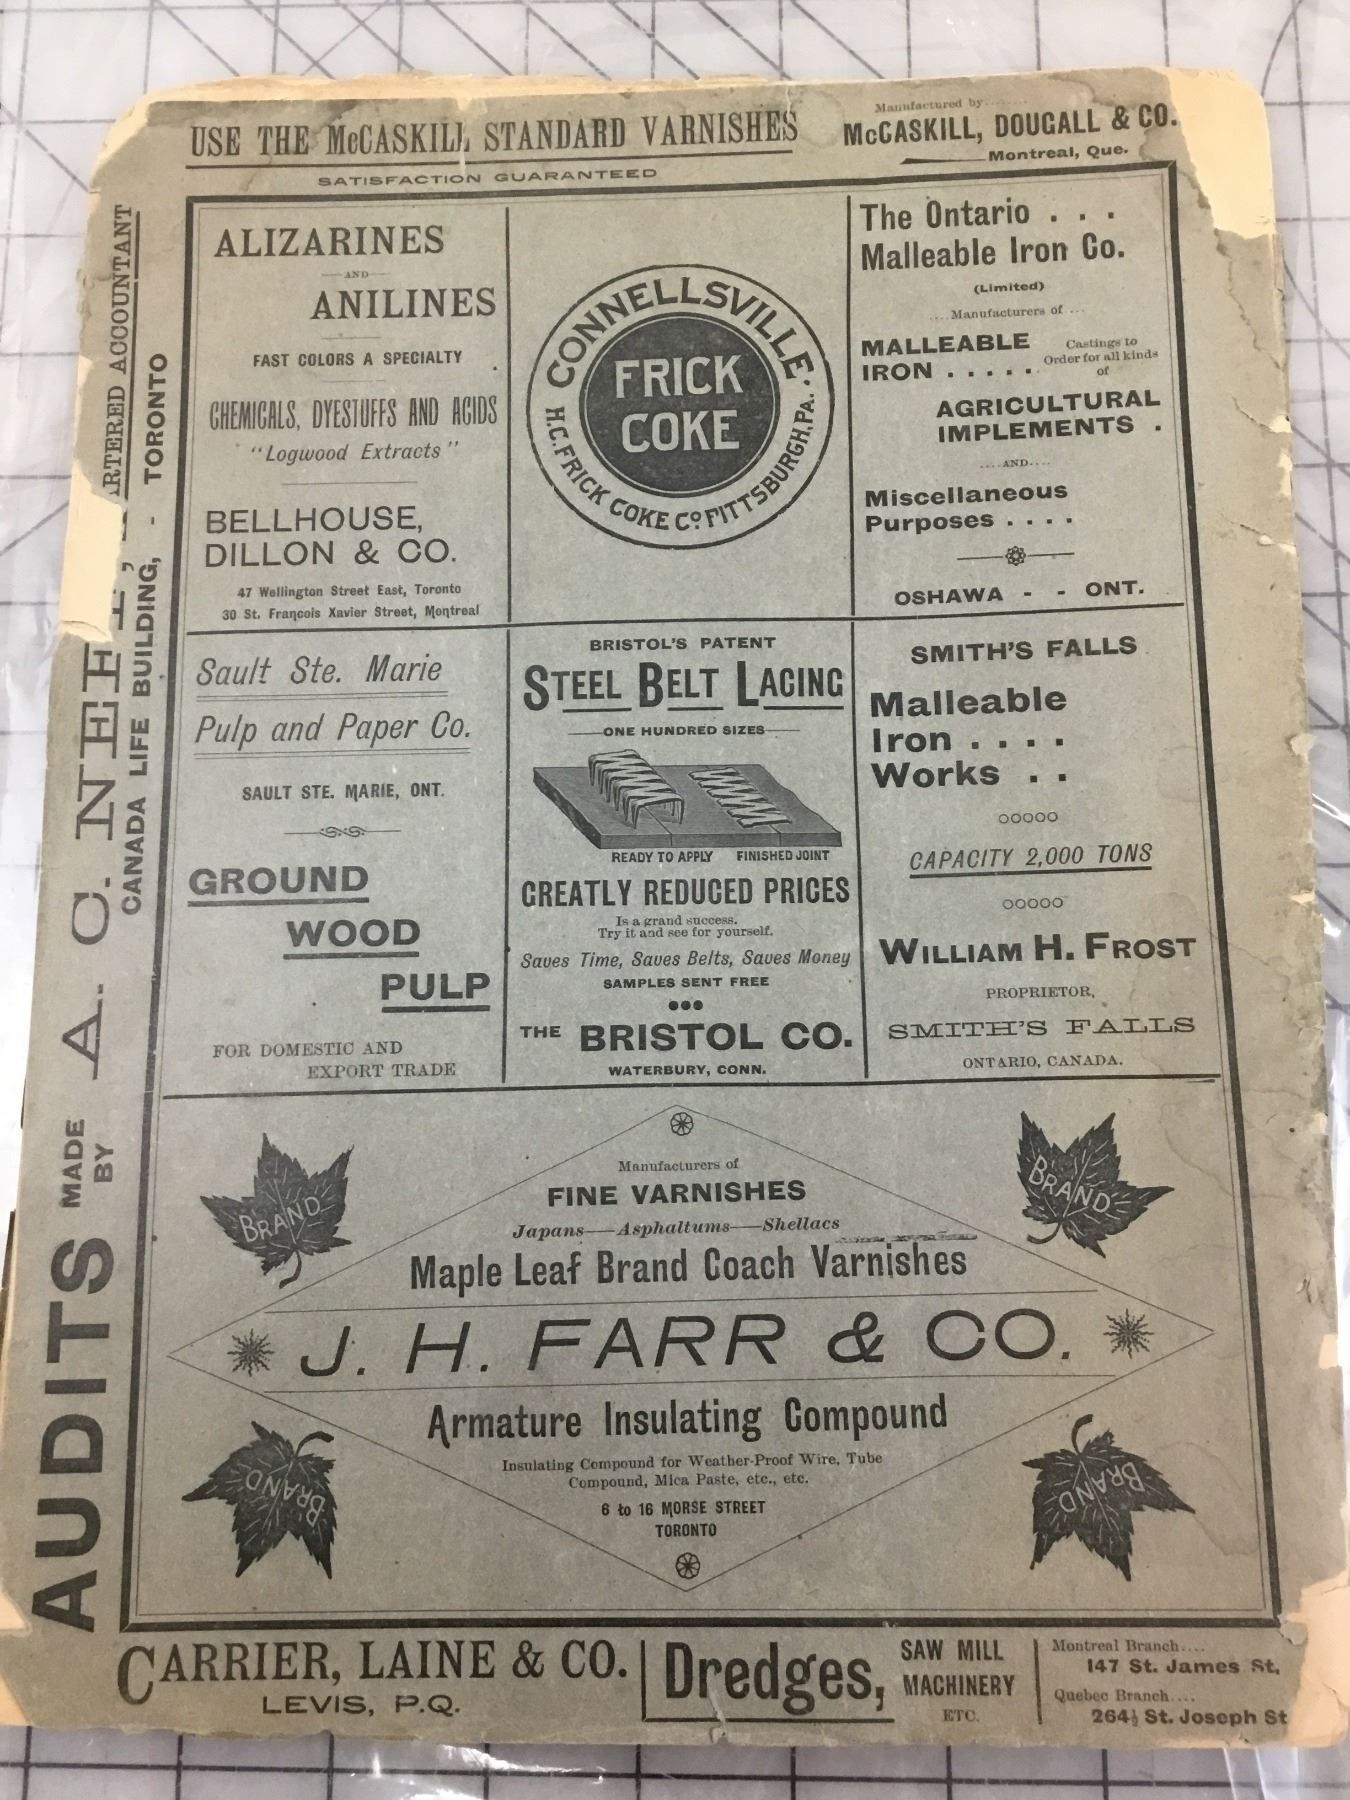 USE THE McCASKILL STANDARD VARNISHES
SATISFACTION GUARANTEED
Manufactured by........
McCASKILL, DOUGALL & CO.
Montreal, Que.
AUDITS MADE BY A. C. NEFF, CHARTERED ACCOUNTANT
CANADA LIFE BUILDING, - TORONTO
ALIZARINES
AND
ANILINES
FAST COLORS A SPECIALTY
CHEMICALS, DYESTUFFS AND ACIDS
"Logwood Extracts"
BELLHOUSE,
DILLON & CO.
47 Wellington Street East, Toronto
30 St. François Xavier Street, Montreal
CONNELLSVILLE
FRICK
COKE
H.C. FRICK COKE Co. PITTSBURGH, PA.
The Ontario . . .
Malleable Iron Co.
(Limited)
....Manufacturers of....
MALLEABLE
IRON . . . . .
Castings to
Order for all kinds
of
AGRICULTURAL
IMPLEMENTS .
....AND....
Miscellaneous
Purposes . . . .
OSHAWA - - ONT.
Sault Ste. Marie
Pulp and Paper Co.
SAULT STE. MARIE, ONT.
GROUND
WOOD
PULP
FOR DOMESTIC AND
EXPORT TRADE
BRISTOL'S PATENT
STEEL BELT LACING
ONE HUNDRED SIZES
READY TO APPLY FINISHED JOINT
GREATLY REDUCED PRICES
Is a grand success.
Try it and see for yourself.
Saves Time, Saves Belts, Saves Money
SAMPLES SENT FREE
THE BRISTOL CO.
WATERBURY, CONN.
SMITH'S FALLS
Malleable
Iron . . . .
Works . .
CAPACITY 2,000 TONS
WILLIAM H. FROST
PROPRIETOR,
SMITH'S FALLS
ONTARIO, CANADA.
BRAND
BRAND
Manufacturers of
FINE VARNISHES
Japans—Asphaltums—Shellacs
Maple Leaf Brand Coach Varnishes
J. H. FARR & CO.
Armature Insulating Compound
Insulating Compound for Weather-Proof Wire, Tube
Compound, Mica Paste, etc., etc.
6 to 16 MORSE STREET
TORONTO
BRAND
BRAND
CARRIER, LAINE & CO.
LEVIS, P.Q.
Dredges,
SAW MILL
MACHINERY
ETC.
Montreal Branch....
147 St. James St,
Quebec Branch....
264½ St. Joseph St